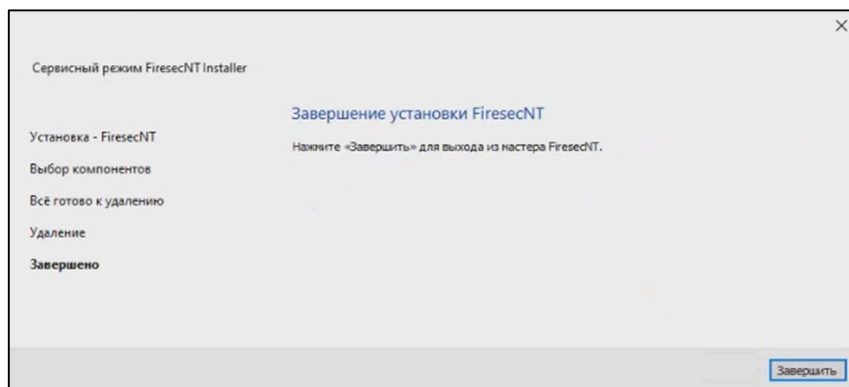 Сервисный режим FiresecNT Installer
Завершение установки FiresecNT
Нажмите «Завершить» для выхода из мастера FiresecNT.
Установка - FiresecNT
Выбор компонентов
Всё готово к удалению
Удаление
Завершено
Завершить